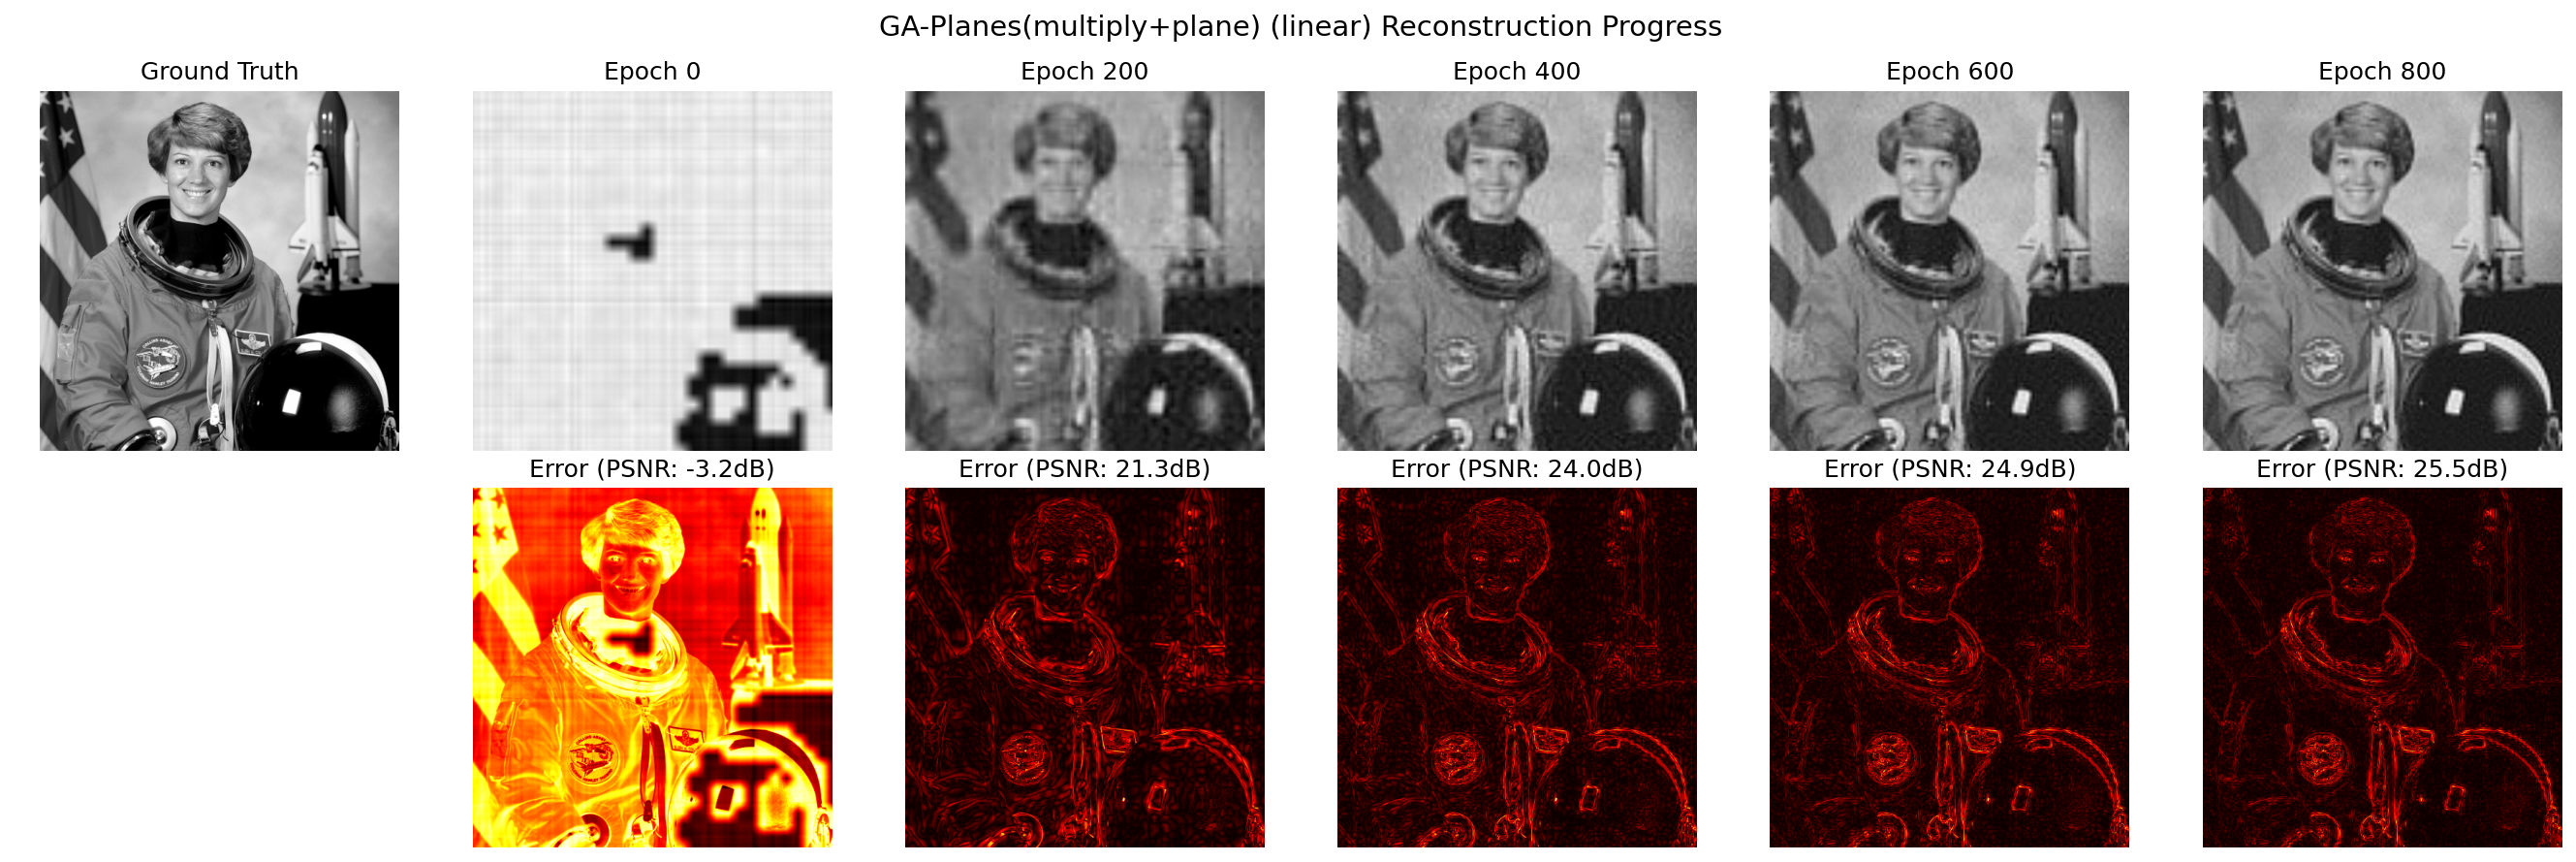 GA-Planes(multiply+plane) (linear) Reconstruction Progress
Ground Truth
Epoch 0
Epoch 200
Epoch 400
Epoch 600
Epoch 800
Error (PSNR: -3.2dB)
Error (PSNR: 21.3dB)
Error (PSNR: 24.0dB)
Error (PSNR: 24.9dB)
Error (PSNR: 25.5dB)